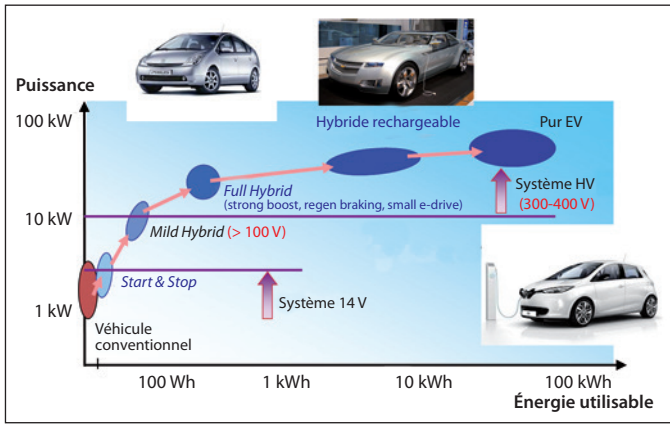 Puissance
100 kW
Hybride rechargeable
Pur EV
Full Hybrid
(strong boost, regen braking, small e-drive)
Système HV
(300-400 V)
10 kW
Mild Hybrid (> 100 V)
Start & Stop
Système 14 V
1 kW
Véhicule
conventionnel
100 Wh
1 kWh
10 kWh
100 kWh
Énergie utilisable